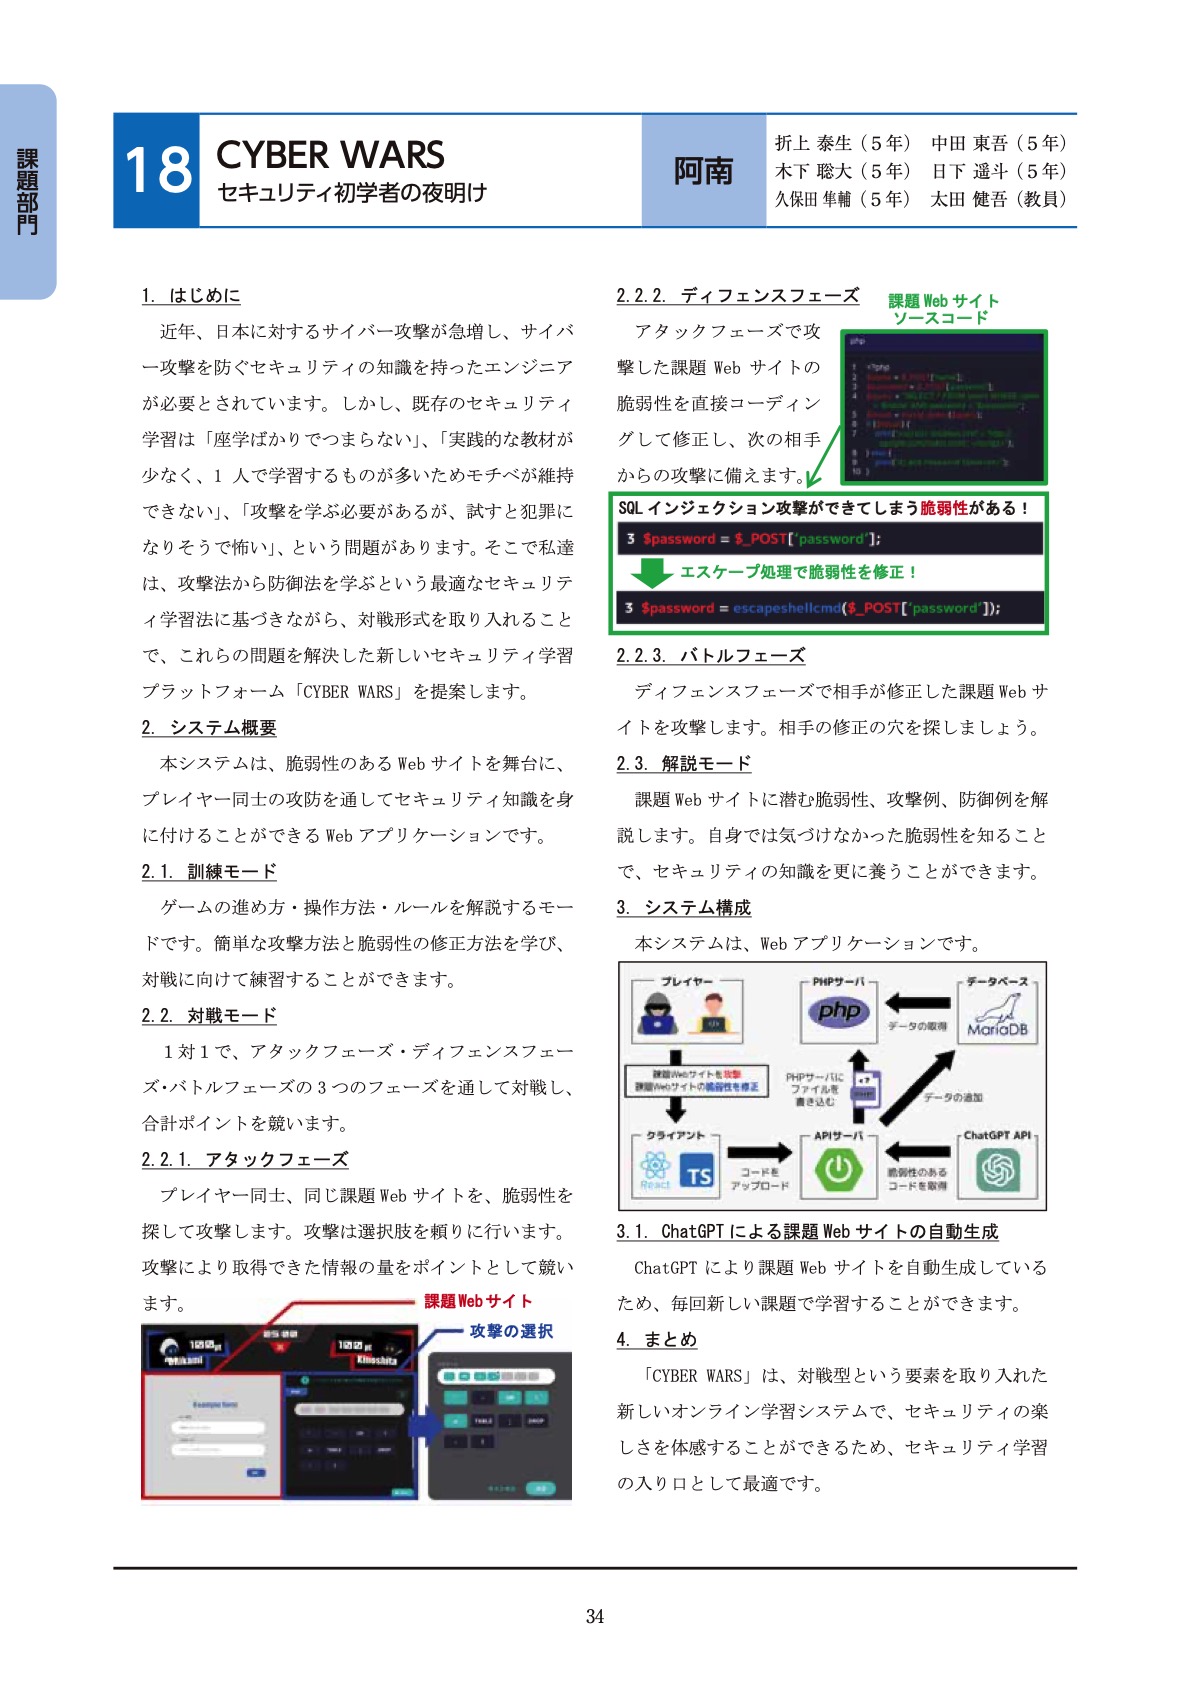 課題部門
18
CYBER WARS
セキュリティ初学者の夜明け
阿南
折上 泰生（５年） 中田 東吾（５年）
木下 聡大（５年） 日下 遥斗（５年）
久保田 隼輔（５年） 太田 健吾（教員）
1. はじめに
近年、日本に対するサイバー攻撃が急増し、サイバ
ー攻撃を防ぐセキュリティの知識を持ったエンジニア
が必要とされています。しかし、既存のセキュリティ
学習は「座学ばかりでつまらない」、「実践的な教材が
少なく、1 人で学習するものが多いためモチベが維持
できない」、「攻撃を学ぶ必要があるが、試すと犯罪に
なりそうで怖い」、という問題があります。そこで私達
は、攻撃法から防御法を学ぶという最適なセキュリテ
ィ学習法に基づきながら、対戦形式を取り入れること
で、これらの問題を解決した新しいセキュリティ学習
プラットフォーム「CYBER WARS」を提案します。
2. システム概要
本システムは、脆弱性のある Web サイトを舞台に、
プレイヤー同士の攻防を通してセキュリティ知識を身
に付けることができる Web アプリケーションです。
2.1. 訓練モード
ゲームの進め方・操作方法・ルールを解説するモー
ドです。簡単な攻撃方法と脆弱性の修正方法を学び、
対戦に向けて練習することができます。
2.2. 対戦モード
１対１で、アタックフェーズ・ディフェンスフェー
ズ・バトルフェーズの３つのフェーズを通して対戦し、
合計ポイントを競います。
2.2.1. アタックフェーズ
プレイヤー同士、同じ課題 Web サイトを、脆弱性を
探して攻撃します。攻撃は選択肢を頼りに行います。
攻撃により取得できた情報の量をポイントとして競い
ます。
課題Webサイト
攻撃の選択
05:00
100pt
100pt
Mikami
Kinoshita
Example form
TABLE
DROP
TABLE
DROP
2.2.2. ディフェンスフェーズ
アタックフェーズで攻
撃した課題 Web サイトの
脆弱性を直接コーディン
グして修正し、次の相手
からの攻撃に備えます。
課題 Web サイト
ソースコード
php
SQL インジェクション攻撃ができてしまう脆弱性がある！
3 $password = $_POST['password'];
エスケープ処理で脆弱性を修正！
3 $password = escapeshellcmd($_POST['password']);
2.2.3. バトルフェーズ
ディフェンスフェーズで相手が修正した課題 Web サ
イトを攻撃します。相手の修正の穴を探しましょう。
2.3. 解説モード
課題 Web サイトに潜む脆弱性、攻撃例、防御例を解
説します。自身では気づけなかった脆弱性を知ること
で、セキュリティの知識を更に養うことができます。
3. システム構成
本システムは、Web アプリケーションです。
プレイヤー
PHPサーバ
php
データの取得
データベース
MariaDB
課題Webサイトを攻撃
課題Webサイトの脆弱性を修正
PHPサーバに
ファイルを
書き込む
データの追加
クライアント
React
TS
コードを
アップロード
APIサーバ
脆弱性のある
コードを取得
ChatGPT API
3.1. ChatGPT による課題 Web サイトの自動生成
ChatGPT により課題 Web サイトを自動生成している
ため、毎回新しい課題で学習することができます。
4. まとめ
「CYBER WARS」は、対戦型という要素を取り入れた
新しいオンライン学習システムで、セキュリティの楽
しさを体感することができるため、セキュリティ学習
の入り口として最適です。
34